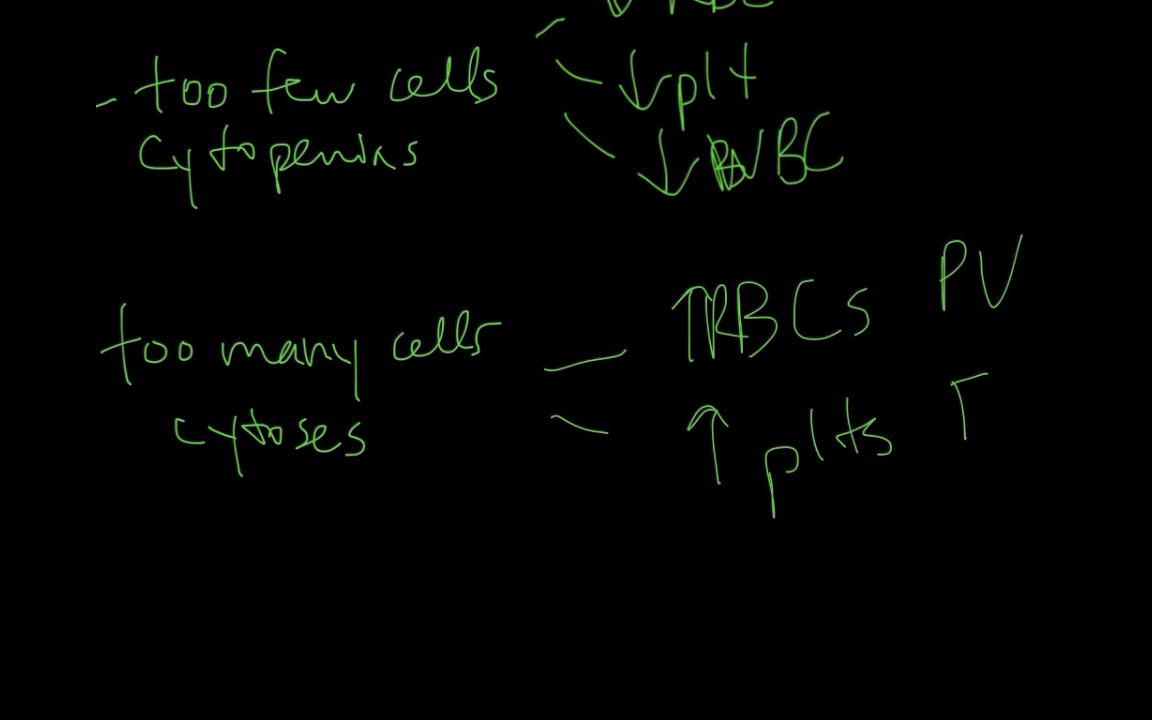 - too few cells
↓ plt
cytopenias
↓ WBC
too many cells
↑RBCs PV
cytoses
↑ plts